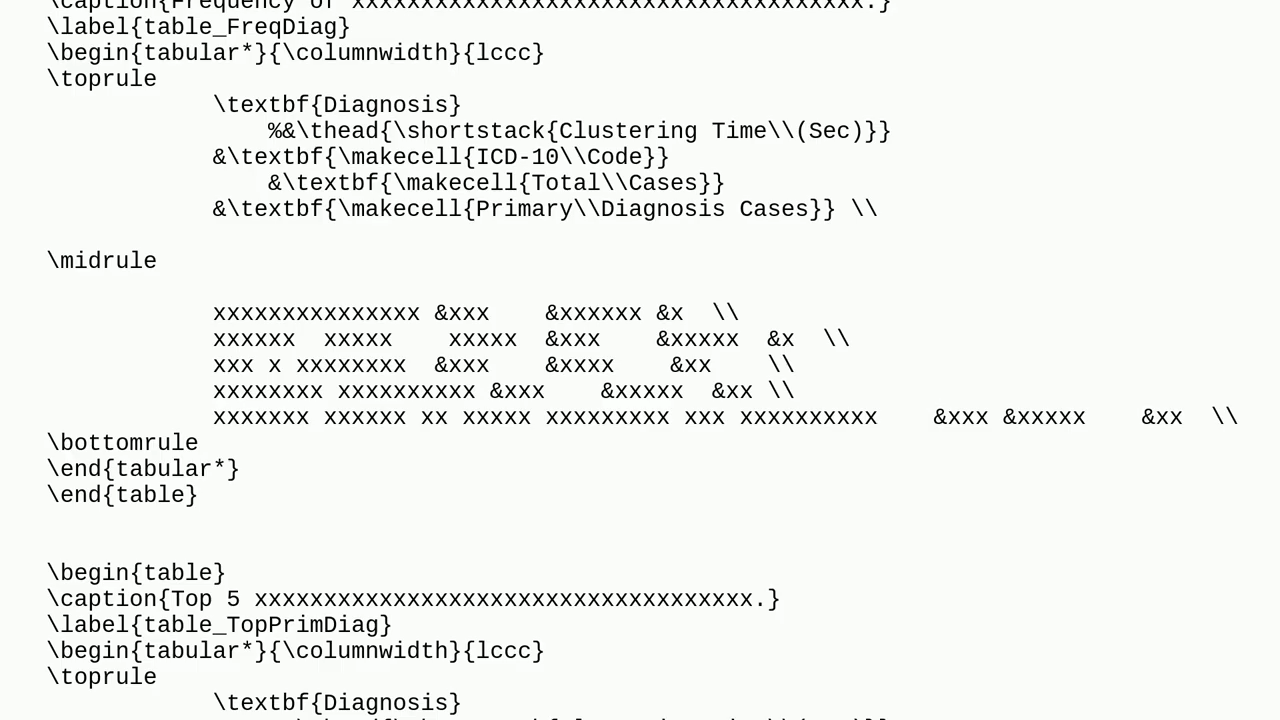 \caption{Frequency of xxxxxxxxxxxxxxxxxxxxxxxxxxxxxxxxxxxxx.}
\label{table_FreqDiag}
\begin{tabular*}{\columnwidth}{lccc}
\toprule
\textbf{Diagnosis}
%&\thead{\shortstack{Clustering Time\\(Sec)}}
&\textbf{\makecell{ICD-10\\Code}}
&\textbf{\makecell{Total\\Cases}}
&\textbf{\makecell{Primary\\Diagnosis Cases}} \\
\midrule
xxxxxxxxxxxxxxx &xxx    &xxxxxx &x  \\
xxxxxx  xxxxx    xxxxx  &xxx    &xxxxx  &x  \\
xxx x xxxxxxxx  &xxx    &xxxx    &xx    \\
xxxxxxxx xxxxxxxxxx &xxx    &xxxxx  &xx \\
xxxxxxx xxxxxx xx xxxxx xxxxxxxxx xxx xxxxxxxxxx    &xxx &xxxxx    &xx  \\
\bottomrule
\end{tabular*}
\end{table}
\begin{table}
\caption{Top 5 xxxxxxxxxxxxxxxxxxxxxxxxxxxxxxxxxxxx.}
\label{table_TopPrimDiag}
\begin{tabular*}{\columnwidth}{lccc}
\toprule
\textbf{Diagnosis}